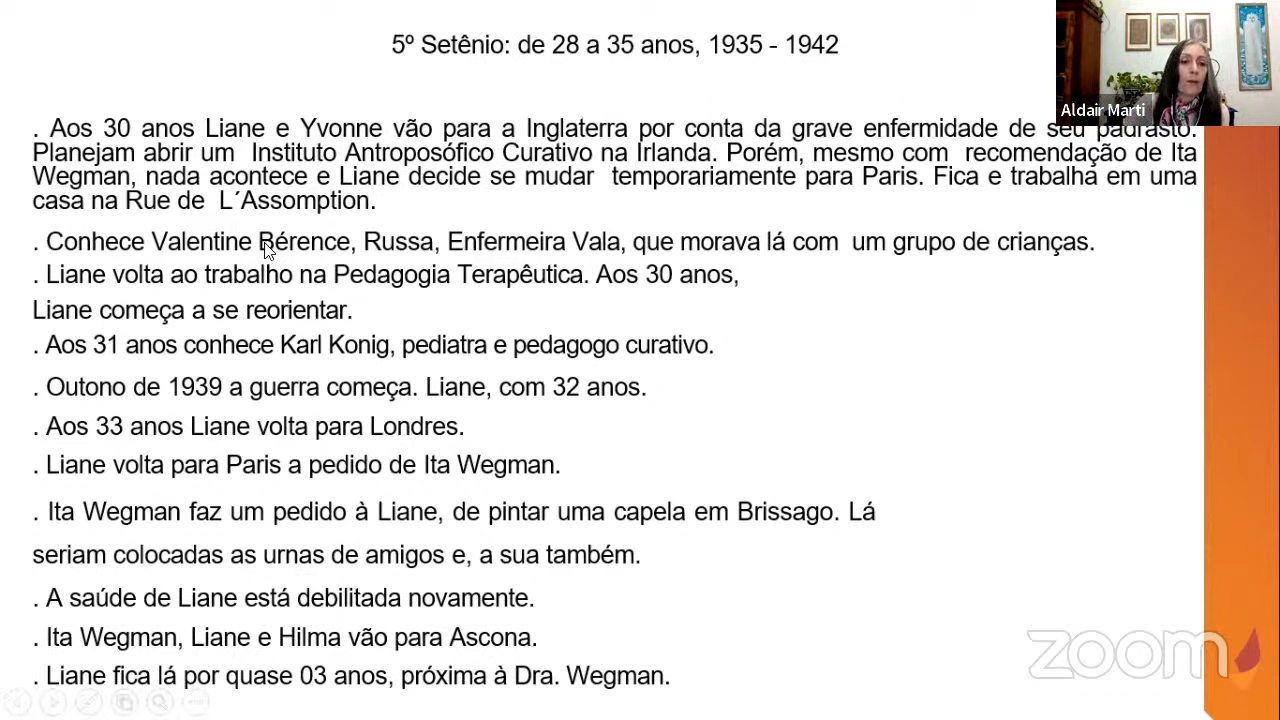 5º Setênio: de 28 a 35 anos, 1935 - 1942
Aldair Marti
. Aos 30 anos Liane e Yvonne vão para a Inglaterra por conta da grave enfermidade de seu padrasto.
Planejam abrir um Instituto Antroposófico Curativo na Irlanda. Porém, mesmo com recomendação de Ita
Wegman, nada acontece e Liane decide se mudar temporariamente para Paris. Fica e trabalha em uma
casa na Rue de L´Assomption.
. Conhece Valentine Bérence, Russa, Enfermeira Vala, que morava lá com um grupo de crianças.
. Liane volta ao trabalho na Pedagogia Terapêutica. Aos 30 anos,
Liane começa a se reorientar.
. Aos 31 anos conhece Karl Konig, pediatra e pedagogo curativo.
. Outono de 1939 a guerra começa. Liane, com 32 anos.
. Aos 33 anos Liane volta para Londres.
. Liane volta para Paris a pedido de Ita Wegman.
. Ita Wegman faz um pedido à Liane, de pintar uma capela em Brissago. Lá
seriam colocadas as urnas de amigos e, a sua também.
. A saúde de Liane está debilitada novamente.
. Ita Wegman, Liane e Hilma vão para Ascona.
. Liane fica lá por quase 03 anos, próxima à Dra. Wegman.
zoom